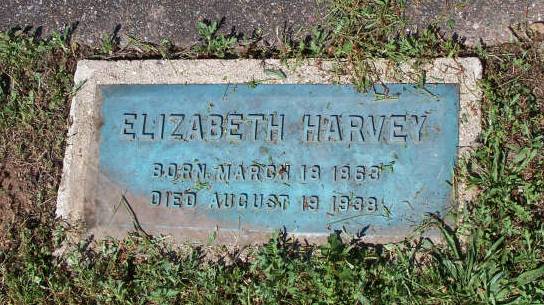 ELIZABETH HARVEY
BORN MARCH 18 1863
DIED AUGUST 19 1938